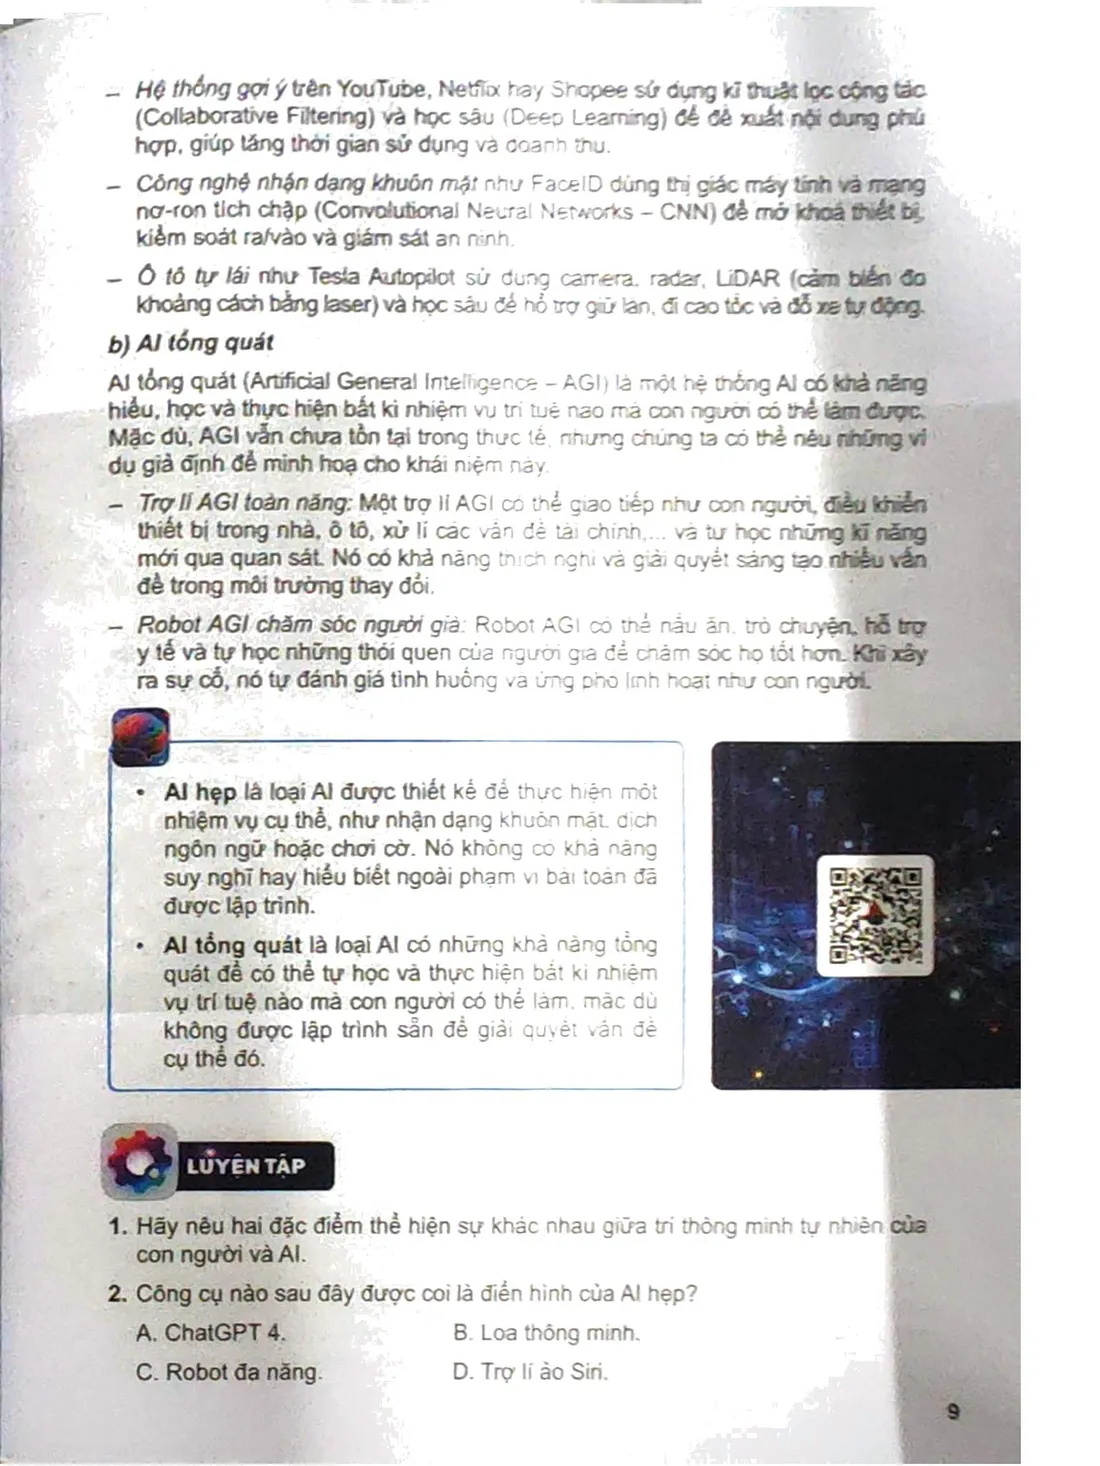 – Hệ thống gợi ý trên YouTube, Netflix hay Shopee sử dụng kĩ thuật lọc cộng tác
(Collaborative Filtering) và học sâu (Deep Learning) để đề xuất nội dung phù
hợp, giúp tăng thời gian sử dụng và doanh thu.
– Công nghệ nhận dạng khuôn mặt như FaceID dùng thị giác máy tính và mạng
nơ-ron tích chập (Convolutional Neural Networks – CNN) để mở khoá thiết bị,
kiểm soát ra/vào và giám sát an ninh.
– Ô tô tự lái như Tesla Autopilot sử dụng camera, radar, LiDAR (cảm biến đo
khoảng cách bằng laser) và học sâu để hỗ trợ giữ làn, đi cao tốc và đỗ xe tự động.
b) AI tổng quát
AI tổng quát (Artificial General Intelligence – AGI) là một hệ thống AI có khả năng
hiểu, học và thực hiện bất kì nhiệm vụ trí tuệ nào mà con người có thể làm được.
Mặc dù, AGI vẫn chưa tồn tại trong thực tế, nhưng chúng ta có thể nêu những ví
dụ giả định để minh hoạ cho khái niệm này.
– Trợ lí AGI toàn năng: Một trợ lí AGI có thể giao tiếp như con người, điều khiển
thiết bị trong nhà, ô tô, xử lí các vấn đề tài chính,... và tự học những kĩ năng
mới qua quan sát. Nó có khả năng thích nghi và giải quyết sáng tạo nhiều vấn
đề trong môi trường thay đổi.
– Robot AGI chăm sóc người già: Robot AGI có thể nấu ăn, trò chuyện, hỗ trợ
y tế và tự học những thói quen của người già để chăm sóc họ tốt hơn. Khi xảy
ra sự cố, nó tự đánh giá tình huống và ứng phó linh hoạt như con người.
• AI hẹp là loại AI được thiết kế để thực hiện một
nhiệm vụ cụ thể, như nhận dạng khuôn mặt, dịch
ngôn ngữ hoặc chơi cờ. Nó không có khả năng
suy nghĩ hay hiểu biết ngoài phạm vi bài toán đã
được lập trình.
• AI tổng quát là loại AI có những khả năng tổng
quát để có thể tự học và thực hiện bất kì nhiệm
vụ trí tuệ nào mà con người có thể làm, mặc dù
không được lập trình sẵn để giải quyết vấn đề
cụ thể đó.
LUYỆN TẬP
1. Hãy nêu hai đặc điểm thể hiện sự khác nhau giữa trí thông minh tự nhiên của
con người và AI.
2. Công cụ nào sau đây được coi là điển hình của AI hẹp?
A. ChatGPT 4. B. Loa thông minh.
C. Robot đa năng. D. Trợ lí ảo Siri.
9